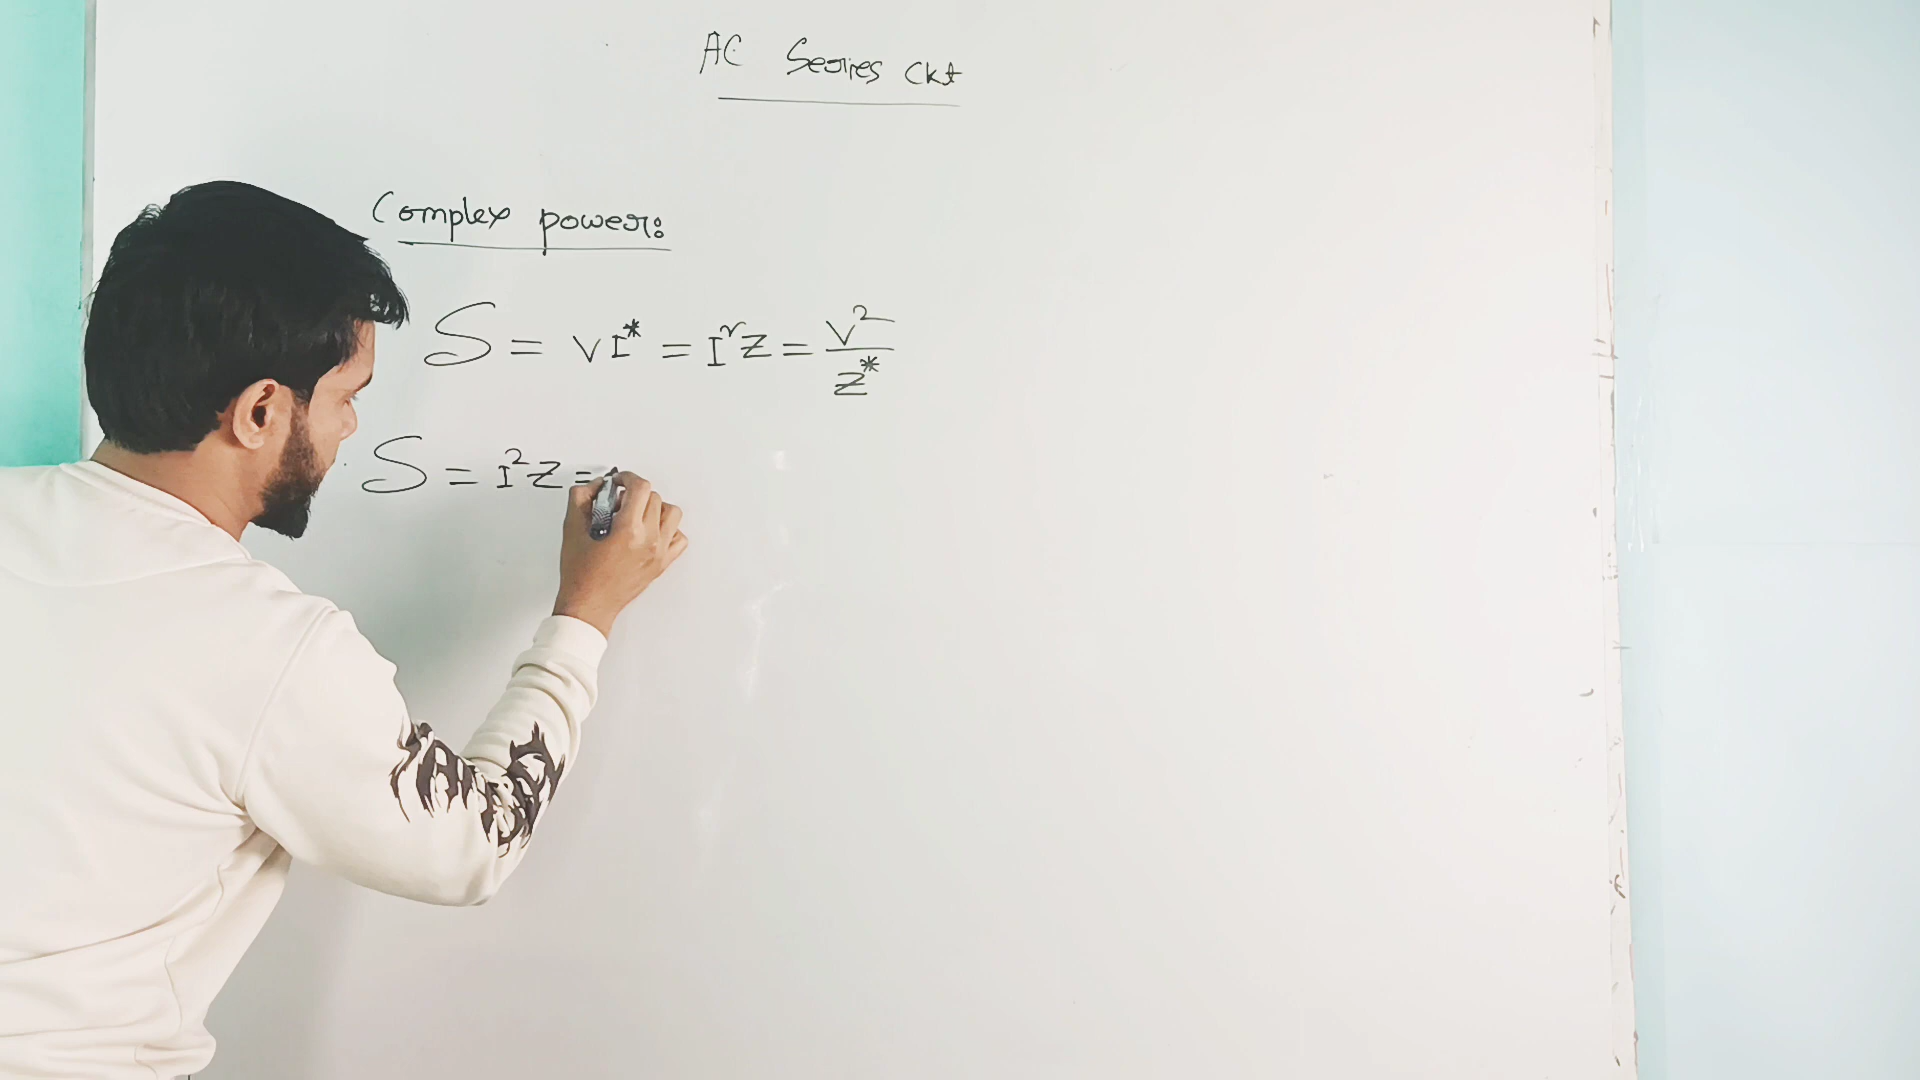 AC Series Ckt
Complex power:
S = VI* = I²Z = V²/Z*
S = I²Z =